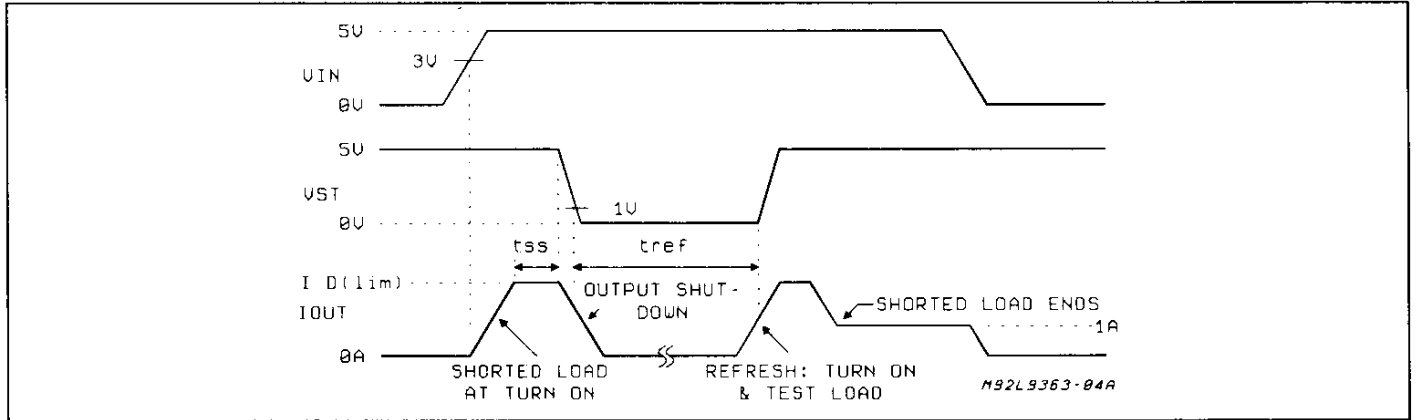 5V
3V
VIN
0V
5V
VST
1V
0V
tss tref
I D(lim)
OUTPUT SHUT-
DOWN
SHORTED LOAD ENDS
IOUT
1A
0A
SHORTED LOAD
AT TURN ON
REFRESH: TURN ON
& TEST LOAD
M92L9363-04A